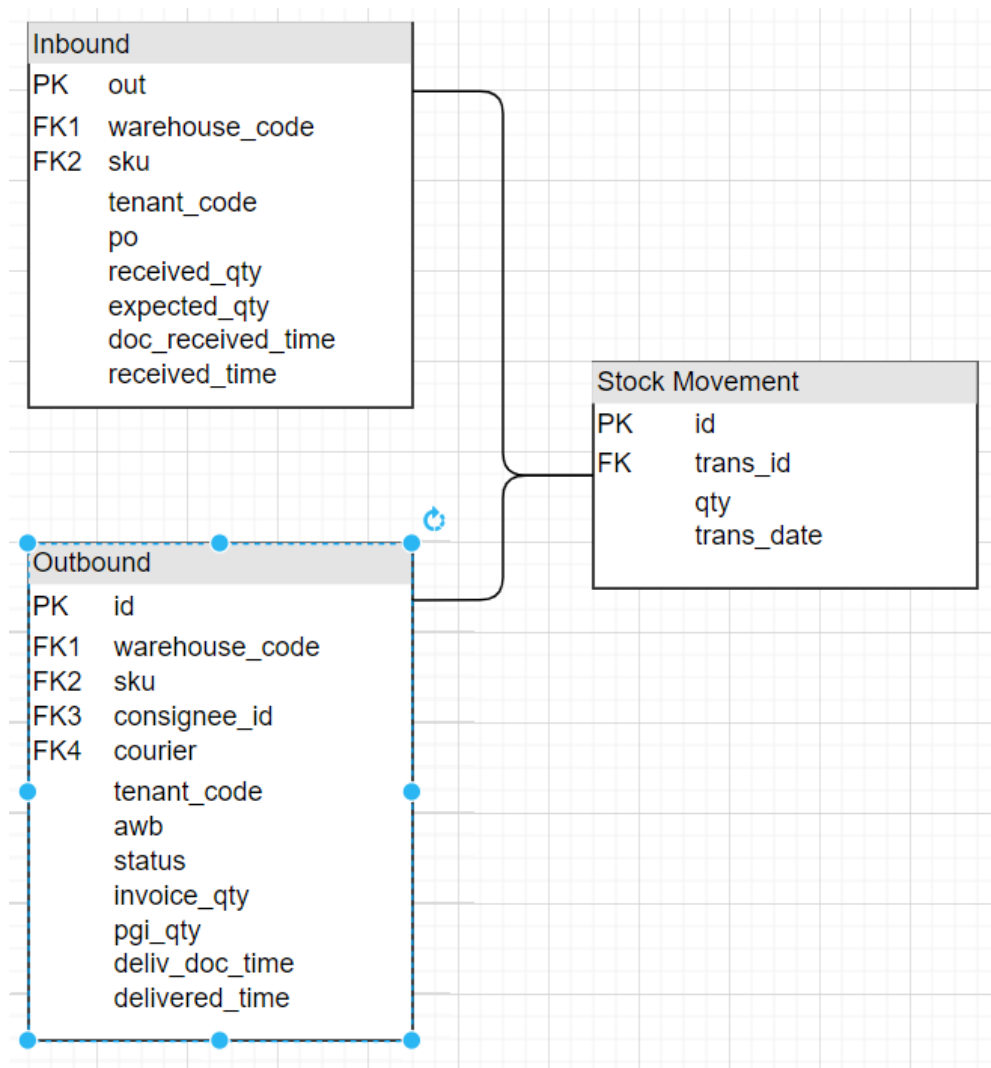 Inbound
PK out
FK1 warehouse_code
FK2 sku
tenant_code
po
received_qty
expected_qty
doc_received_time
received_time
Stock Movement
PK id
FK trans_id
qty
trans_date
Outbound
PK id
FK1 warehouse_code
FK2 sku
FK3 consignee_id
FK4 courier
tenant_code
awb
status
invoice_qty
pgi_qty
deliv_doc_time
delivered_time